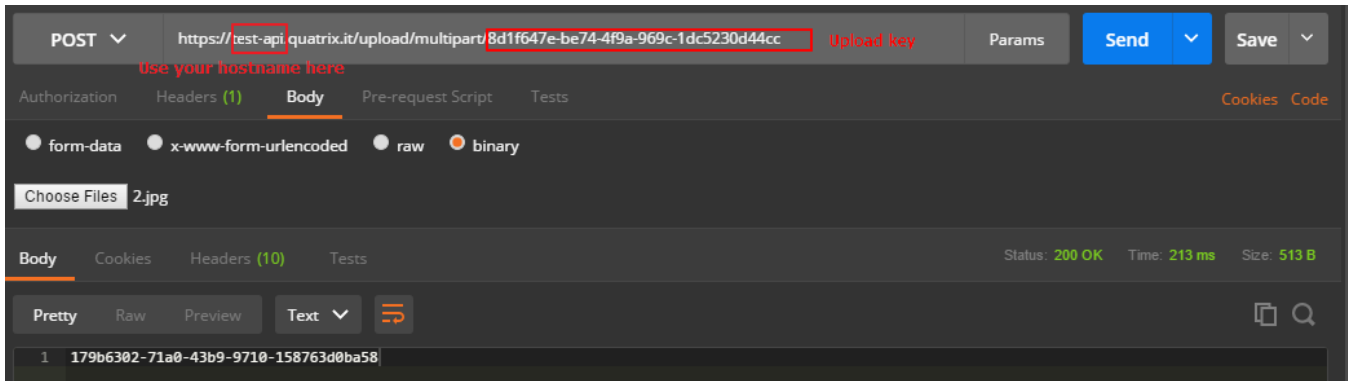 POST https://test-api.quatrix.it/upload/multipart/8d1f647e-be74-4f9a-969c-1dc5230d44cc Upload key Params Send Save
Use your hostname here
Authorization Headers (1) Body Pre-request Script Tests Cookies Code
form-data x-www-form-urlencoded raw binary
Choose Files 2.jpg
Body Cookies Headers (10) Tests Status: 200 OK Time: 213 ms Size: 513 B
Pretty Raw Preview Text
1 179b6302-71a0-43b9-9710-158763d0ba58